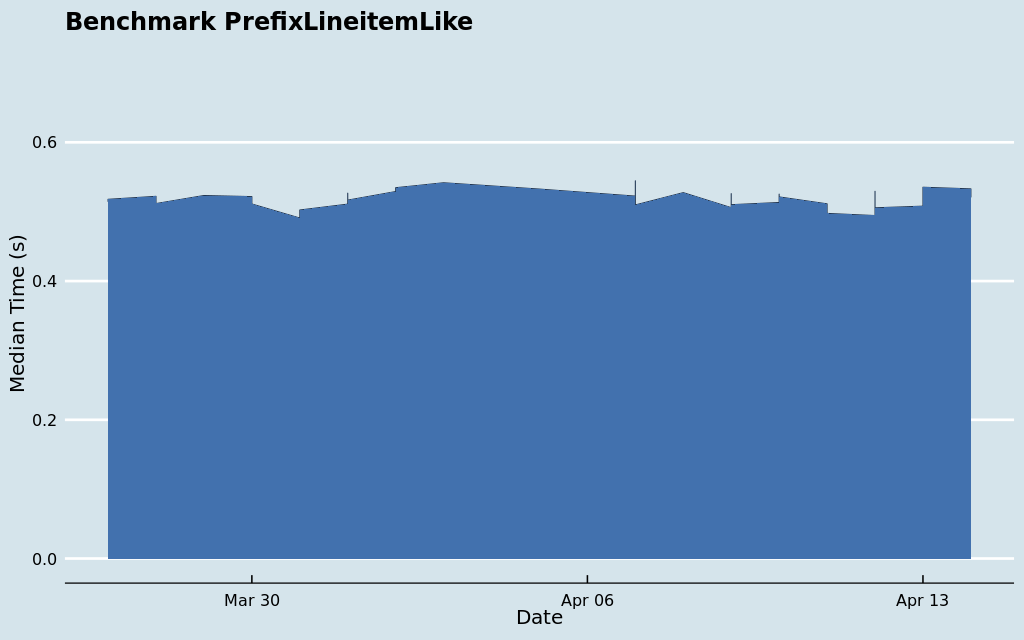 Benchmark PrefixLineitemLike
0.6
0.4
0.2
0.0
Median Time (s)
Mar 30
Apr 06
Apr 13
Date